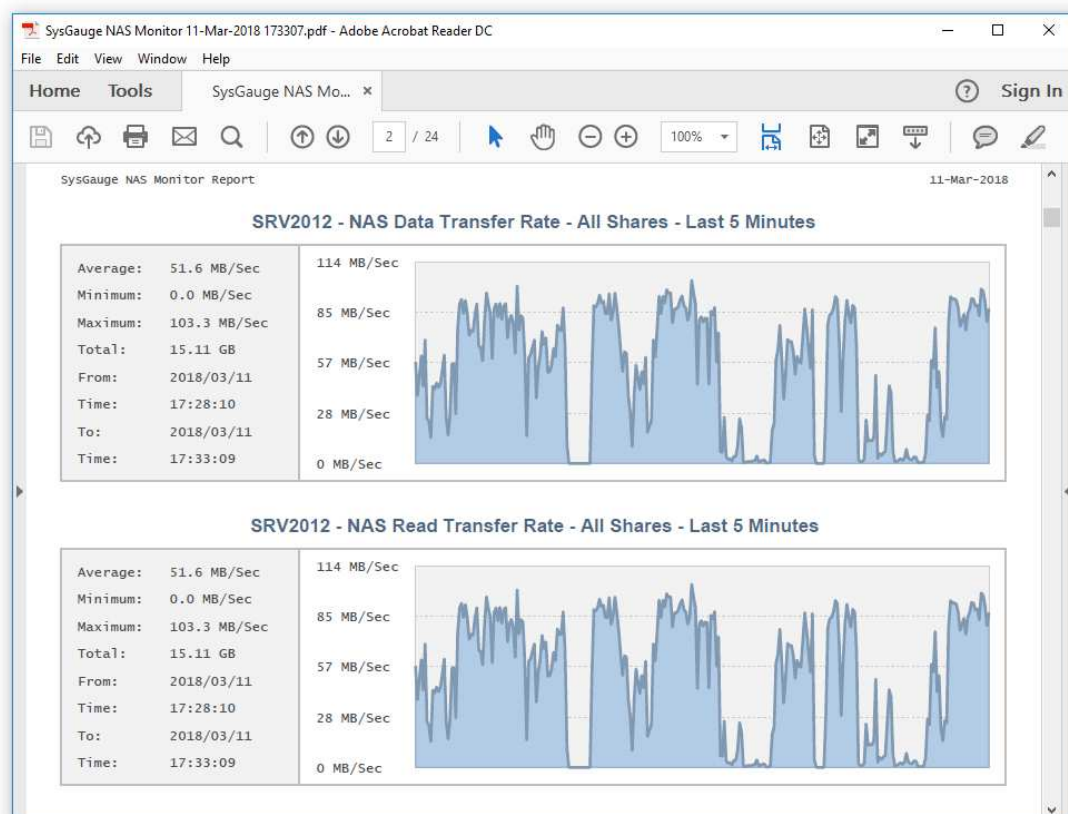 SysGauge NAS Monitor 11-Mar-2018 173307.pdf - Adobe Acrobat Reader DC
File Edit View Window Help
Home Tools SysGauge NAS Mo... × ? Sign In
2 / 24 100%
SysGauge NAS Monitor Report 11-Mar-2018
SRV2012 - NAS Data Transfer Rate - All Shares - Last 5 Minutes
Average: 51.6 MB/Sec
Minimum: 0.0 MB/Sec
Maximum: 103.3 MB/Sec
Total: 15.11 GB
From: 2018/03/11
Time: 17:28:10
To: 2018/03/11
Time: 17:33:09
114 MB/Sec
85 MB/Sec
57 MB/Sec
28 MB/Sec
0 MB/Sec
SRV2012 - NAS Read Transfer Rate - All Shares - Last 5 Minutes
Average: 51.6 MB/Sec
Minimum: 0.0 MB/Sec
Maximum: 103.3 MB/Sec
Total: 15.11 GB
From: 2018/03/11
Time: 17:28:10
To: 2018/03/11
Time: 17:33:09
114 MB/Sec
85 MB/Sec
57 MB/Sec
28 MB/Sec
0 MB/Sec